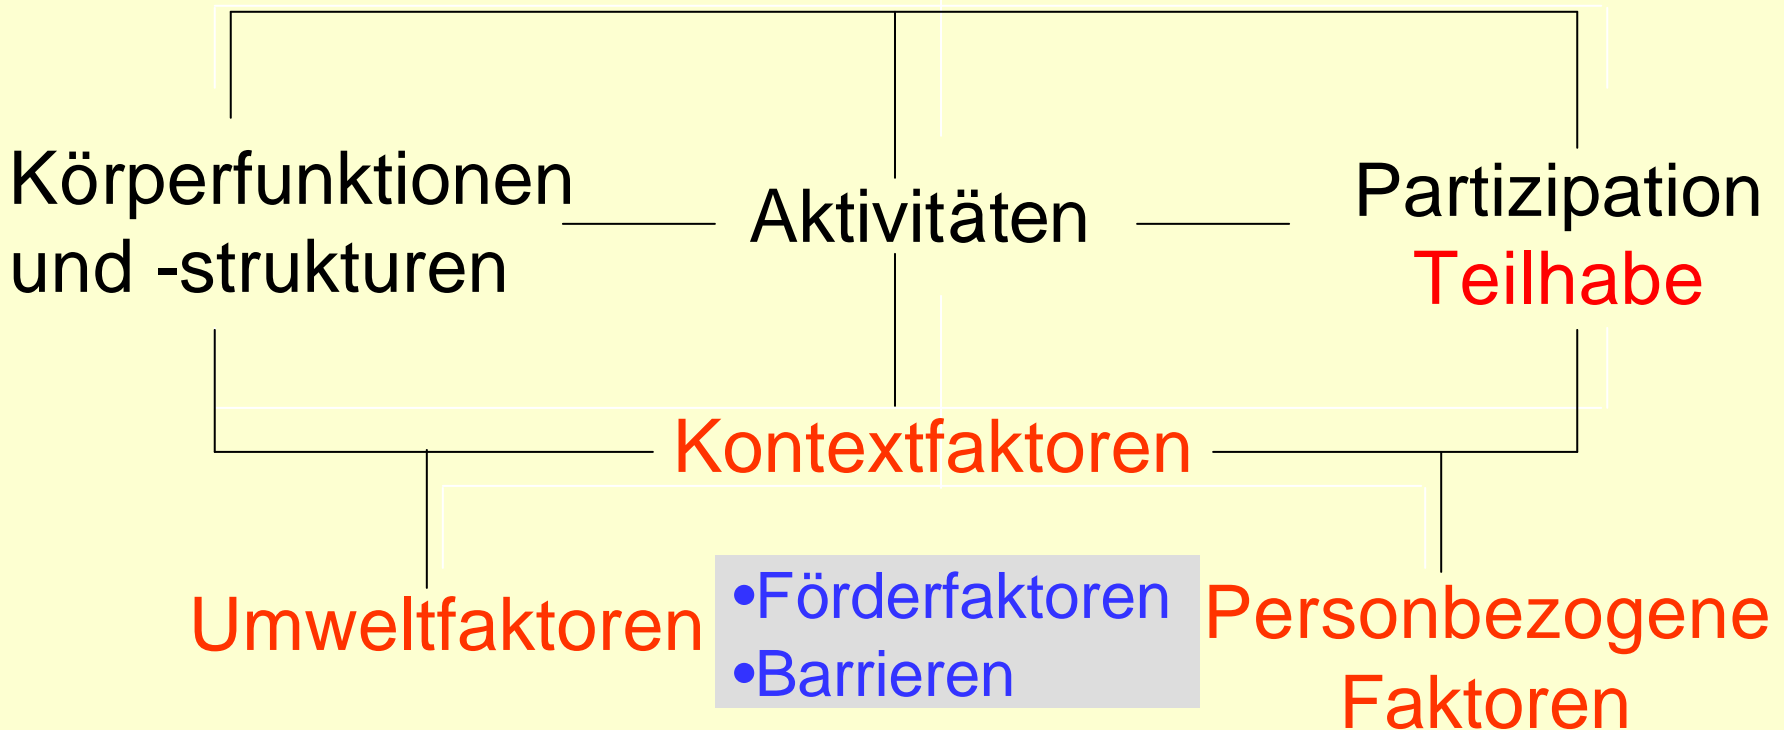 Körperfunktionen
und -strukturen
Aktivitäten
Partizipation
Teilhabe
Kontextfaktoren
Umweltfaktoren
•Förderfaktoren
•Barrieren
Personbezogene
Faktoren